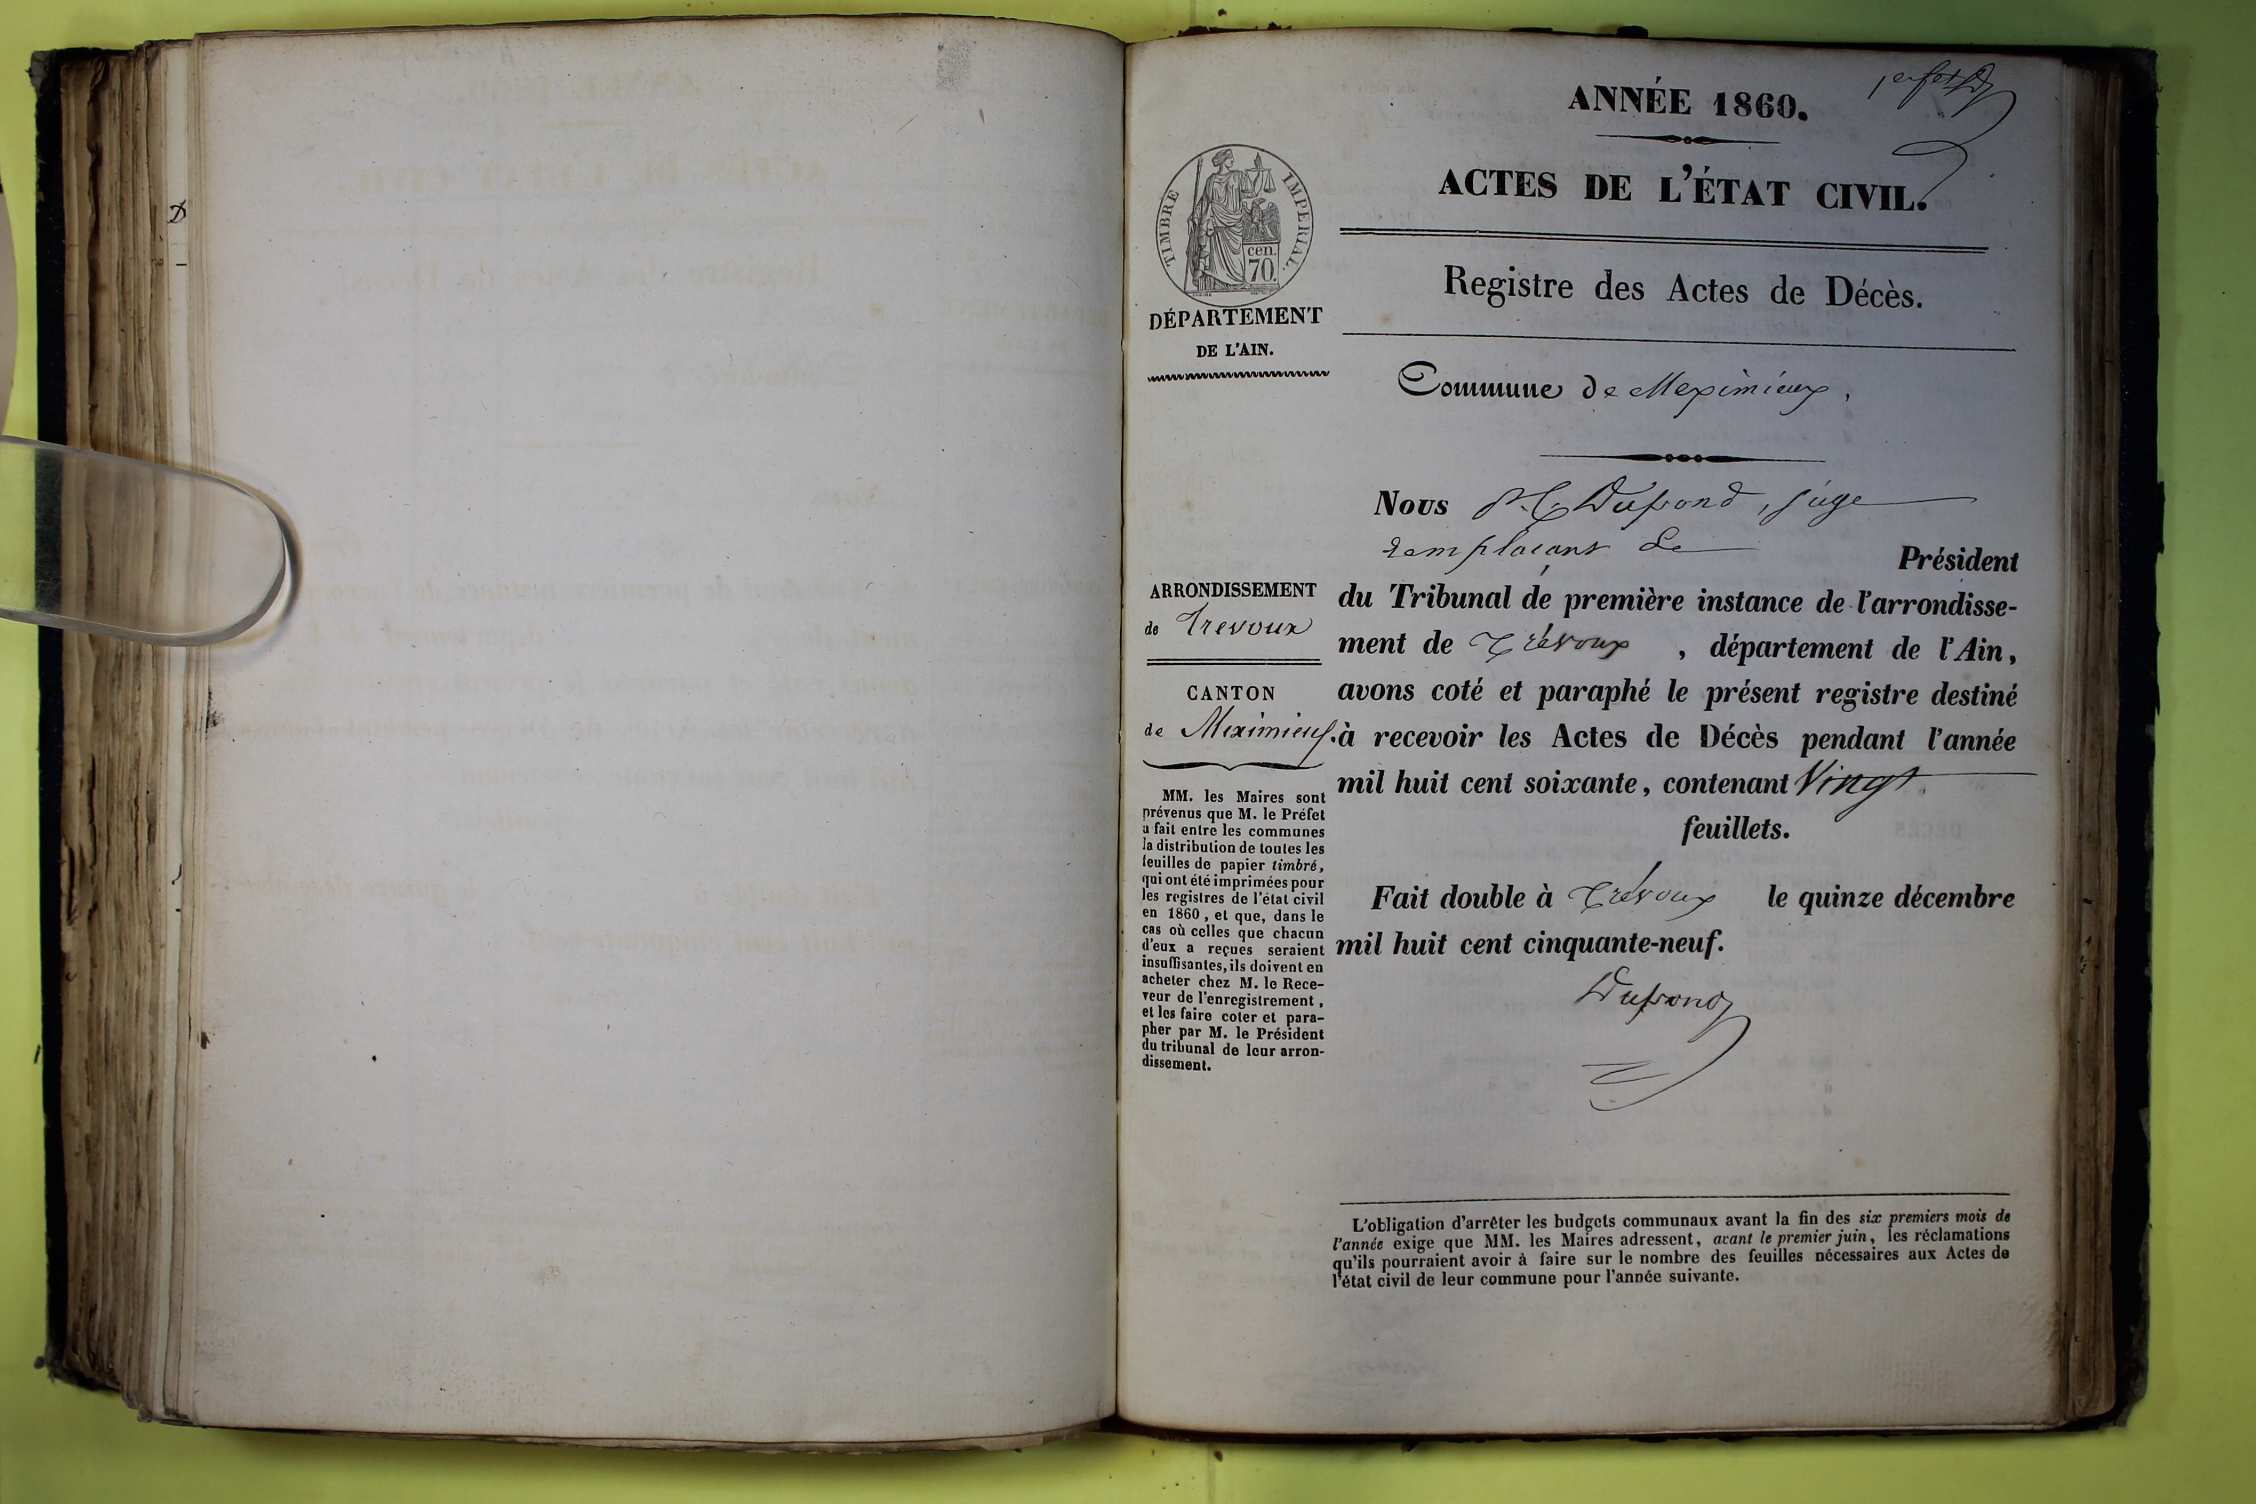 D
ANNÉE 1860.
1er
ACTES DE L'ÉTAT CIVIL.
TIMBRE IMPERIAL.
cen.
70.
Registre des Actes de Décès.
DÉPARTEMENT
DE L'AIN.
Commune de Meximieux,
Nous Dupond, juge
remplaçant le
Président
du Tribunal de première instance de l'arrondisse-
ment de Trévoux, département de l'Ain,
avons coté et paraphé le présent registre destiné
à recevoir les Actes de Décès pendant l'année
mil huit cent soixante, contenant Vingt
feuillets.
Fait double à Trévoux le quinze décembre
mil huit cent cinquante-neuf.
Dupond
ARRONDISSEMENT
de Trevoux
CANTON
de Meximieux.
MM. les Maires sont
prévenus que M. le Préfet
a fait entre les communes
la distribution de toutes les
feuilles de papier timbré,
qui ont été imprimées pour
les registres de l'état civil
en 1860, et que, dans le
cas où celles que chacun
d'eux a reçues seraient
insuffisantes, ils doivent en
acheter chez M. le Rece-
veur de l'enregistrement,
et les faire coter et para-
pher par M. le Président
du tribunal de leur arron-
dissement.
L'obligation d'arrêter les budgets communaux avant la fin des six premiers mois de
l'année exige que MM. les Maires adressent, avant le premier juin, les réclamations
qu'ils pourraient avoir à faire sur le nombre des feuilles nécessaires aux Actes de
l'état civil de leur commune pour l'année suivante.